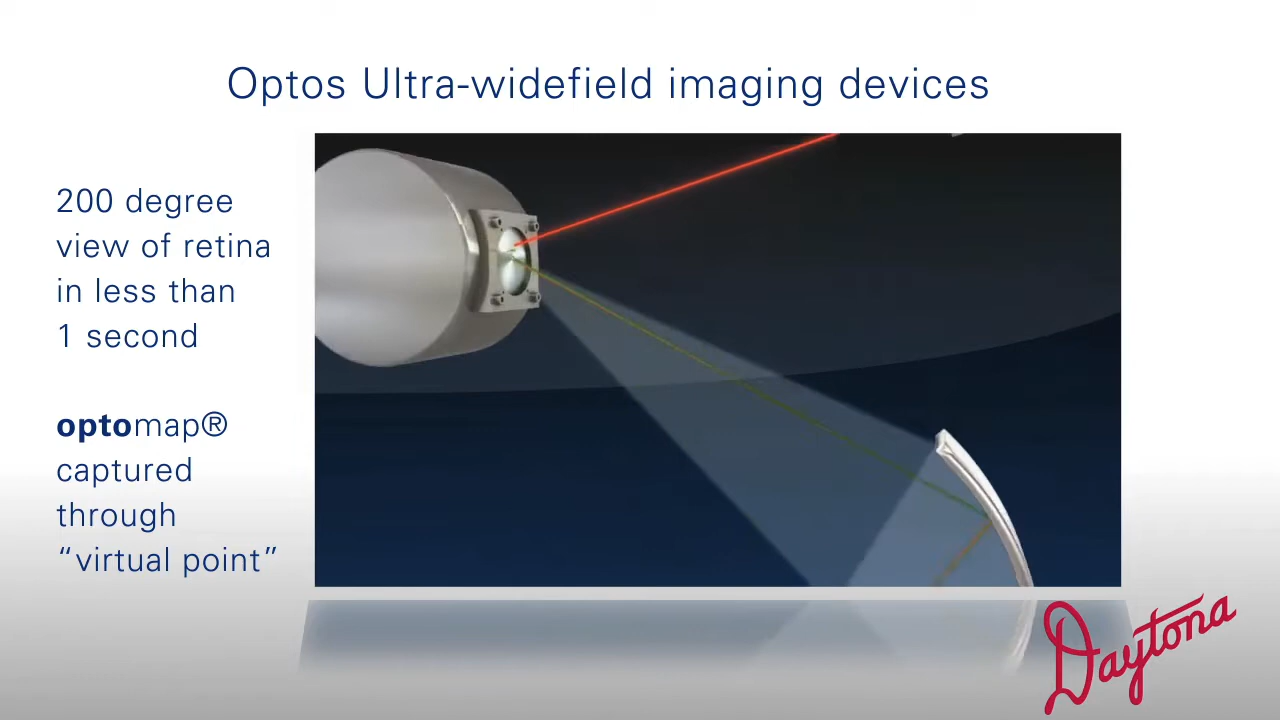 Optos Ultra-widefield imaging devices
200 degree
view of retina
in less than
1 second
optomap®
captured
through
“virtual point”
Daytona